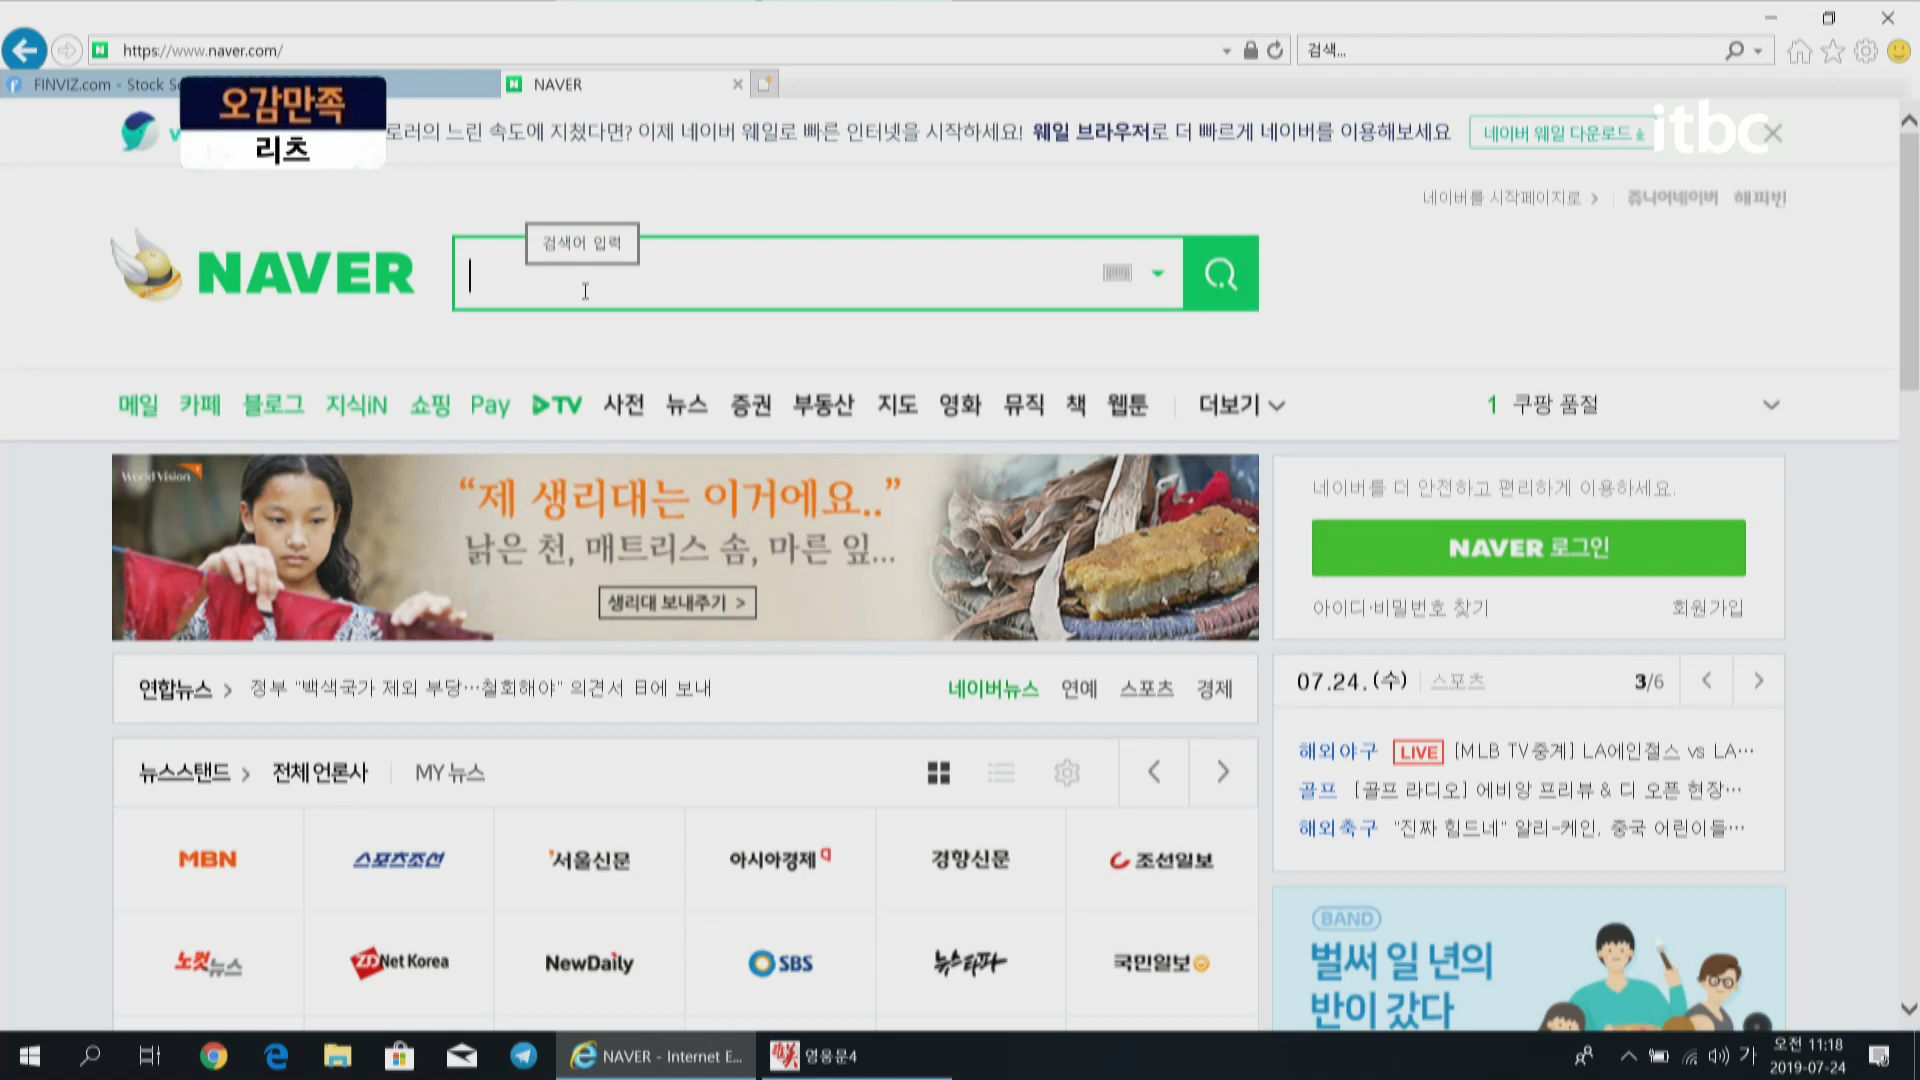 https://www.naver.com/
검색...
FINVIZ.com - Stock
NAVER
오감만족
리츠
로러의 느린 속도에 지쳤다면? 이제 네이버 웨일로 빠른 인터넷을 시작하세요! 웨일 브라우저로 더 빠르게 네이버를 이용해보세요
네이버 웨일 다운로드
itbc
네이버를 시작페이지로 >
쥬니어네이버 해피빈
NAVER
검색어 입력
메일 카페 블로그 지식iN 쇼핑 Pay TV 사전 뉴스 증권 부동산 지도 영화 뮤직 책 웹툰 더보기
1 쿠팡 품절
World Vision
“제 생리대는 이거에요..”
낡은 천, 매트리스 솜, 마른 잎...
생리대 보내주기 >
네이버를 더 안전하고 편리하게 이용하세요.
NAVER 로그인
아이디·비밀번호 찾기 회원가입
연합뉴스 > 정부 "백색국가 제외 부당…철회해야" 의견서 日에 보내
네이버뉴스 연예 스포츠 경제
07.24.(수) 스포츠 3/6
해외야구 LIVE [MLB TV중계] LA에인절스 vs LA…
골프 [골프 라디오] 에비앙 프리뷰 & 디 오픈 현장…
해외축구 "진짜 힘드네" 알리-케인, 중국 어린이들…
뉴스스탠드 > 전체 언론사 MY 뉴스
MBN 스포츠조선 서울신문 아시아경제 경향신문 조선일보
노컷뉴스 ZDNet Korea NewDaily SBS 뉴스타파 국민일보
BAND
벌써 일 년의
반이 갔다
NAVER - Internet E...
영웅문4
가
오전 11:18
2019-07-24